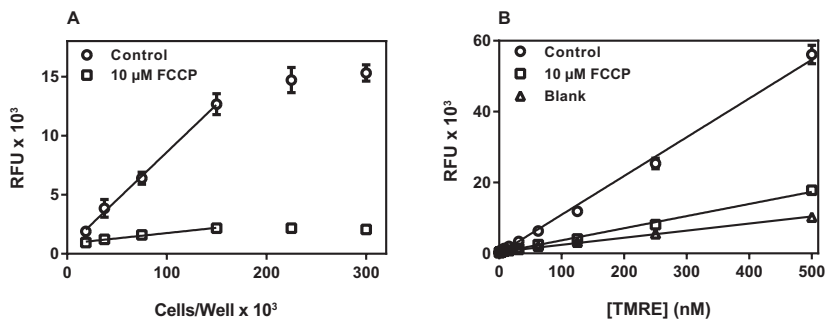 A
Control
10 µM FCCP
15
10
5
0
0
100
200
300
RFU x 10³
Cells/Well x 10³
B
Control
10 µM FCCP
Blank
60
40
20
0
0
100
200
300
400
500
RFU x 10³
[TMRE] (nM)